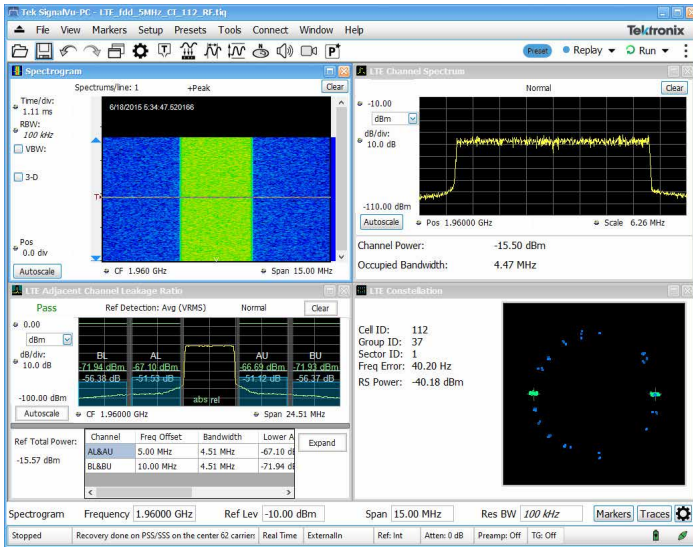 Tek SignalVu-PC - LTE_fdd_5MHz_CT_112_RF.tiq
File View Markers Setup Presets Tools Connect Window Help
Tektronix
Preset Replay Run
Spectrogram
Spectrums/line: 1 +Peak Clear
Time/div:
1.11 ms
RBW:
100 kHz
VBW:
3-D
6/18/2015 5:34:47.520166
T
Pos
0.0 div
Autoscale CF 1.960 GHz Span 15.00 MHz
LTE Channel Spectrum
Normal Clear
-10.00
dBm
dB/div:
10.0 dB
-110.00 dBm
Autoscale Pos 1.96000 GHz Scale 6.26 MHz
Channel Power: -15.50 dBm
Occupied Bandwidth: 4.47 MHz
LTE Adjacent Channel Leakage Ratio
Pass Ref Detection: Avg (VRMS) Normal Clear
0.00
dBm
dB/div:
10.0 dB
-100.00 dBm
BL AL AU BU
-71.94 dBm -67.10 dBm -66.69 dBm -71.93 dBm
-56.38 dB -51.53 dB -51.12 dB -56.37 dB
abs rel
Autoscale CF 1.96000 GHz Span 24.51 MHz
Ref Total Power:
-15.57 dBm
Channel Freq Offset Bandwidth Lower A
AL&AU 5.00 MHz 4.51 MHz -67.10 dB
BL&BU 10.00 MHz 4.51 MHz -71.94 dB
Expand
LTE Constellation
Cell ID: 112
Group ID: 37
Sector ID: 1
Freq Error: 40.20 Hz
RS Power: -40.18 dBm
Spectrogram Frequency 1.96000 GHz Ref Lev -10.00 dBm Span 15.00 MHz Res BW 100 kHz Markers Traces
Stopped Recovery done on PSS/SSS on the center 62 carriers Real Time ExternalIn Ref: Int Atten: 0 dB Preamp: Off TG: Off